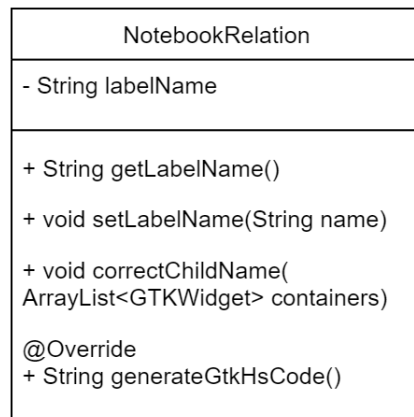 NotebookRelation
- String labelName
+ String getLabelName()
+ void setLabelName(String name)
+ void correctChildName(
ArrayList<GTKWidget> containers)
@Override
+ String generateGtkHsCode()